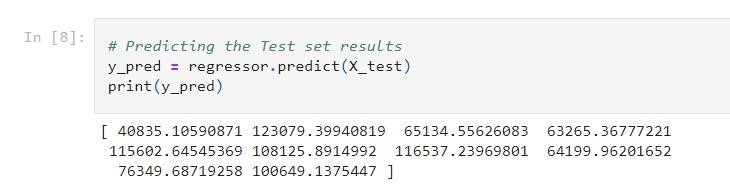 In [8]:
# Predicting the Test set results
y_pred = regressor.predict(X_test)
print(y_pred)
[ 40835.10590871 123079.39940819 65134.55626083 63265.36777221
115602.64545369 108125.8914992 116537.23969801 64199.96201652
76349.68719258 100649.1375447 ]